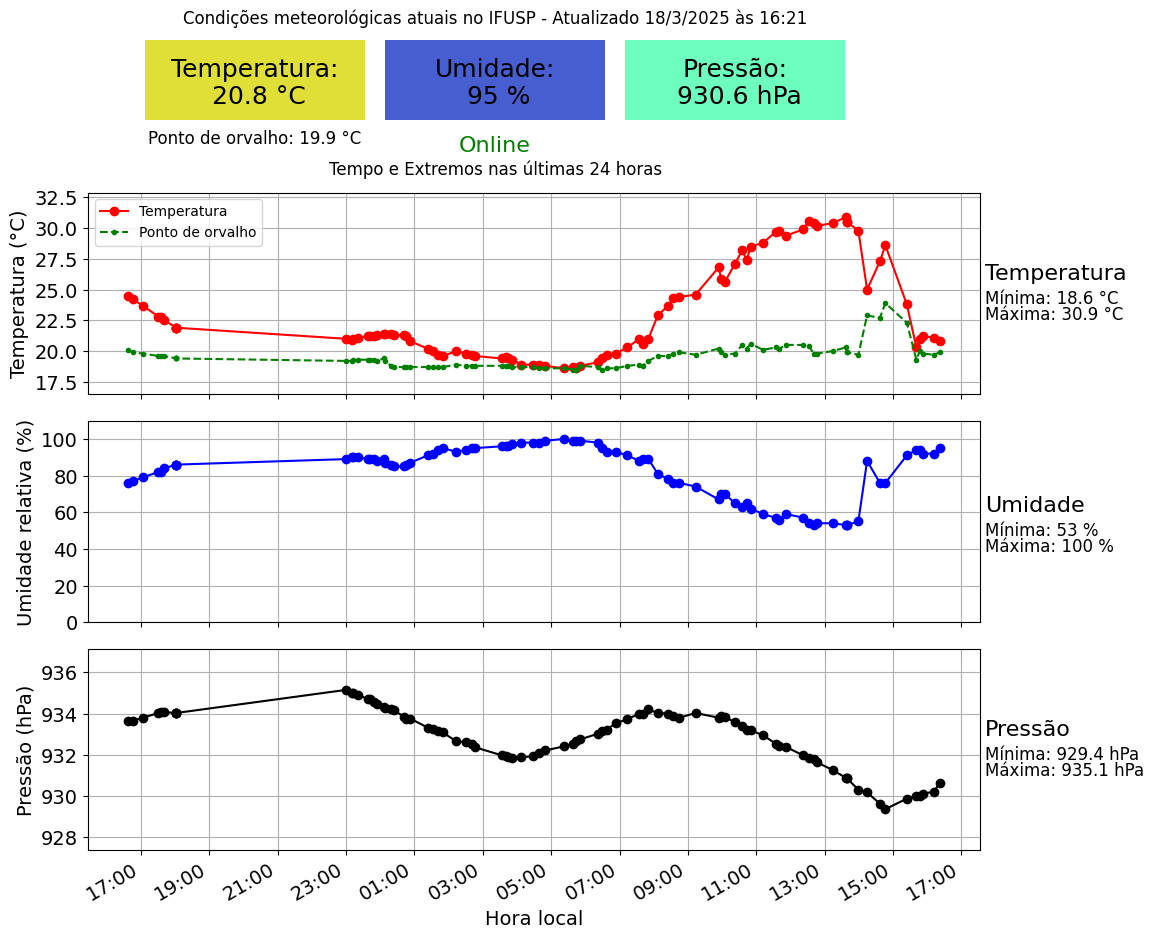 Condições meteorológicas atuais no IFUSP - Atualizado 18/3/2025 às 16:21
Temperatura:
20.8 °C
Umidade:
95 %
Pressão:
930.6 hPa
Ponto de orvalho: 19.9 °C
Online
Tempo e Extremos nas últimas 24 horas
Temperatura (°C)
32.5
30.0
27.5
25.0
22.5
20.0
17.5
Temperatura
Ponto de orvalho
Temperatura
Mínima: 18.6 °C
Máxima: 30.9 °C
Umidade relativa (%)
100
80
60
40
20
0
Umidade
Mínima: 53 %
Máxima: 100 %
Pressão (hPa)
936
934
932
930
928
Pressão
Mínima: 929.4 hPa
Máxima: 935.1 hPa
17:00
19:00
21:00
23:00
01:00
03:00
05:00
07:00
09:00
11:00
13:00
15:00
17:00
Hora local